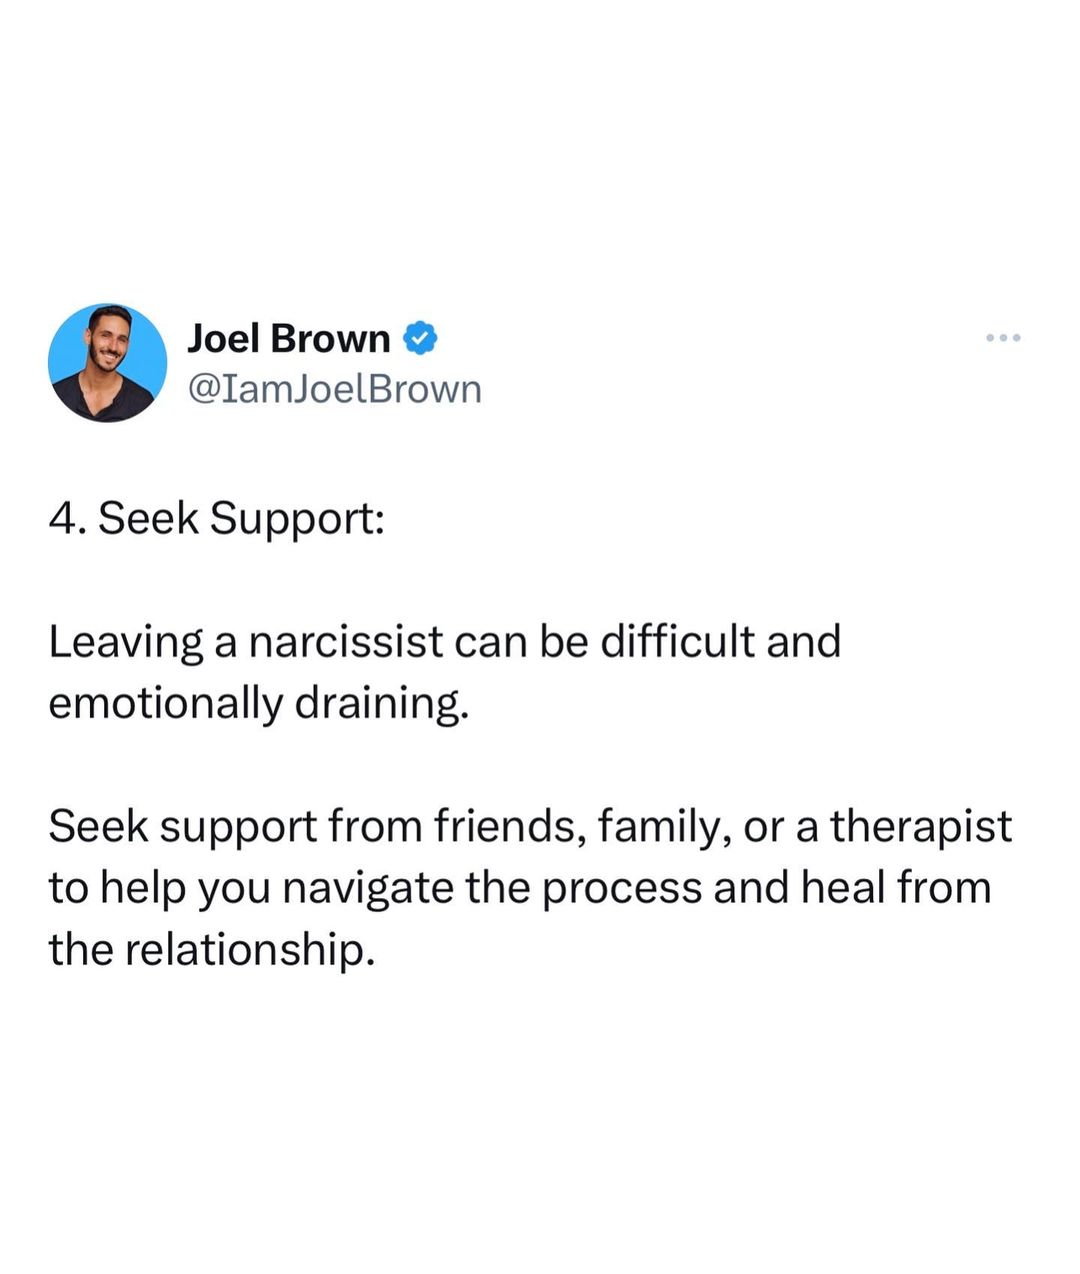 Joel Brown
@IamJoelBrown
4. Seek Support:
Leaving a narcissist can be difficult and
emotionally draining.
Seek support from friends, family, or a therapist
to help you navigate the process and heal from
the relationship.